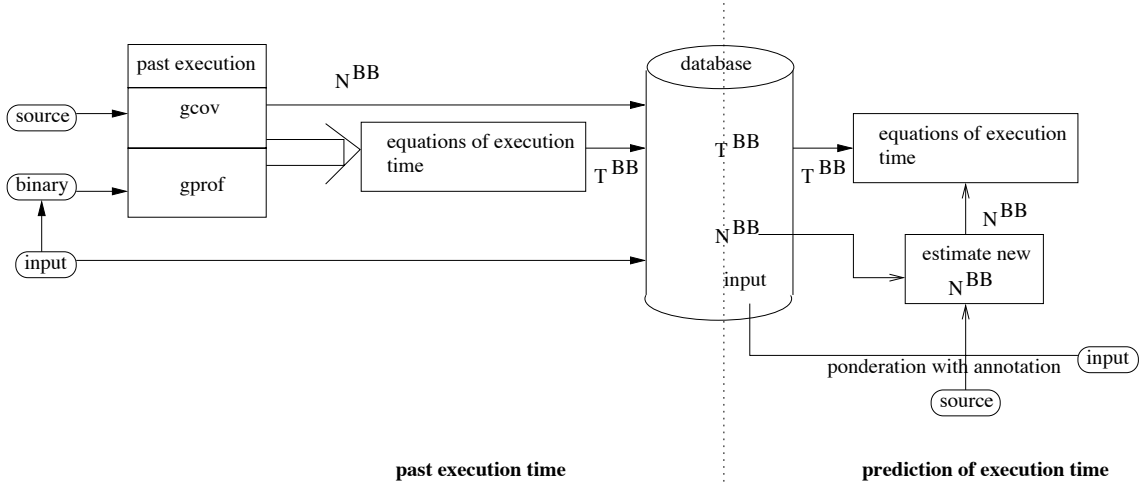 past execution
source
gcov
binary
gprof
input
N BB
equations of execution
time
T BB
database
T BB
N BB
input
T BB
equations of execution
time
N BB
estimate new
N BB
input
ponderation with annotation
source
past execution time
prediction of execution time